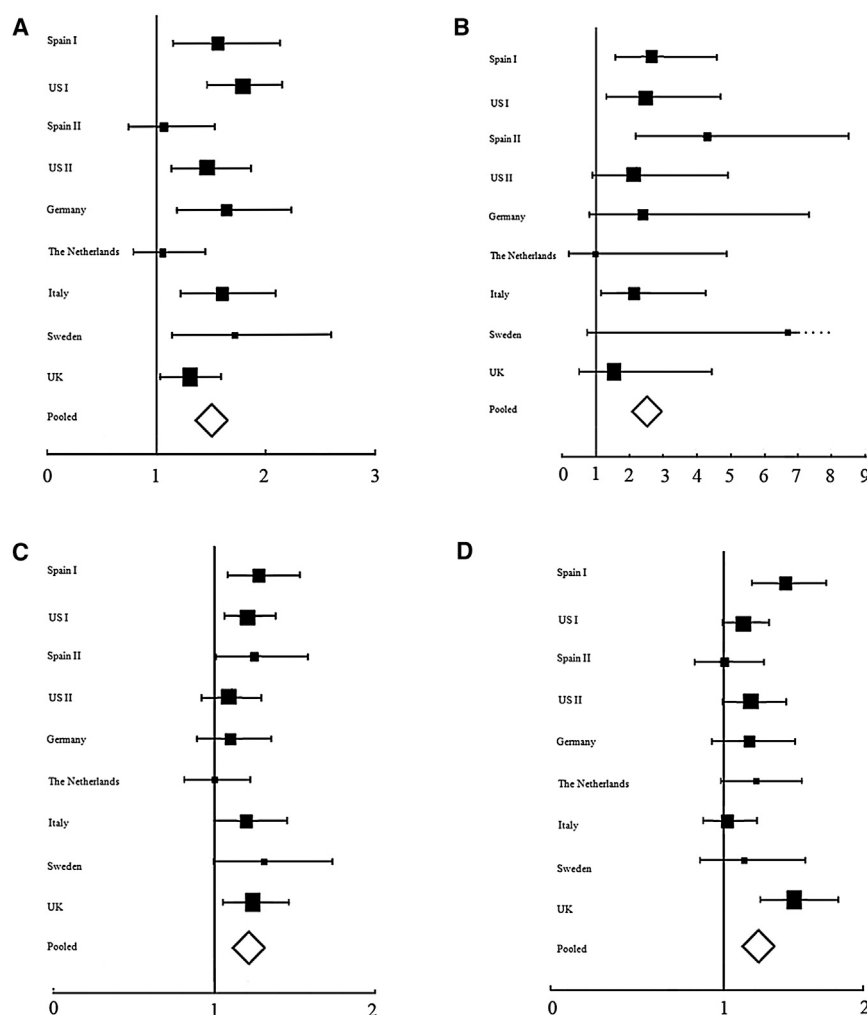 A
Spain I
US I
Spain II
US II
Germany
The Netherlands
Italy
Sweden
UK
Pooled
0 1 2 3
B
Spain I
US I
Spain II
US II
Germany
The Netherlands
Italy
Sweden
UK
Pooled
0 1 2 3 4 5 6 7 8 9
C
Spain I
US I
Spain II
US II
Germany
The Netherlands
Italy
Sweden
UK
Pooled
0 1 2
D
Spain I
US I
Spain II
US II
Germany
The Netherlands
Italy
Sweden
UK
Pooled
0 1 2